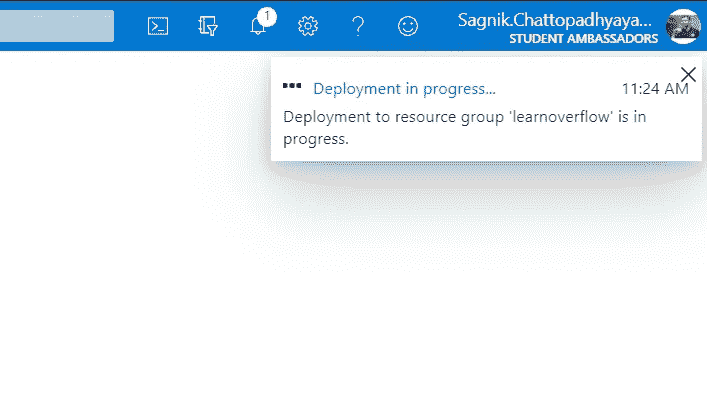 1
Sagnik.Chattopadhyaya...
STUDENT AMBASSADORS
Deployment in progress...
11:24 AM
Deployment to resource group 'learnoverflow' is in
progress.